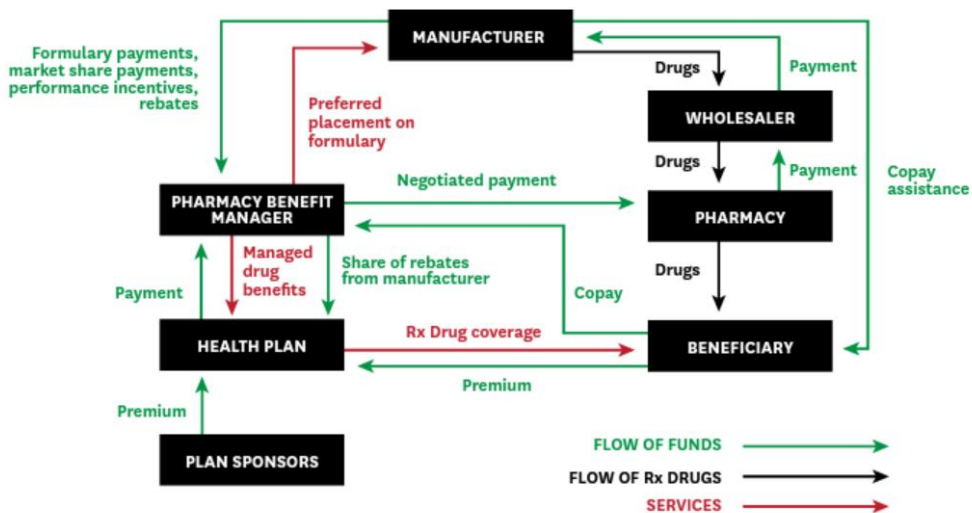 MANUFACTURER
Formulary payments,
market share payments,
performance incentives,
rebates
Preferred
placement on
formulary
Drugs
Payment
WHOLESALER
Drugs
Payment
Copay
assistance
PHARMACY BENEFIT
MANAGER
Negotiated payment
PHARMACY
Managed
drug
benefits
Share of rebates
from manufacturer
Drugs
Payment
Copay
HEALTH PLAN
Rx Drug coverage
BENEFICIARY
Premium
Premium
PLAN SPONSORS
FLOW OF FUNDS
FLOW OF Rx DRUGS
SERVICES